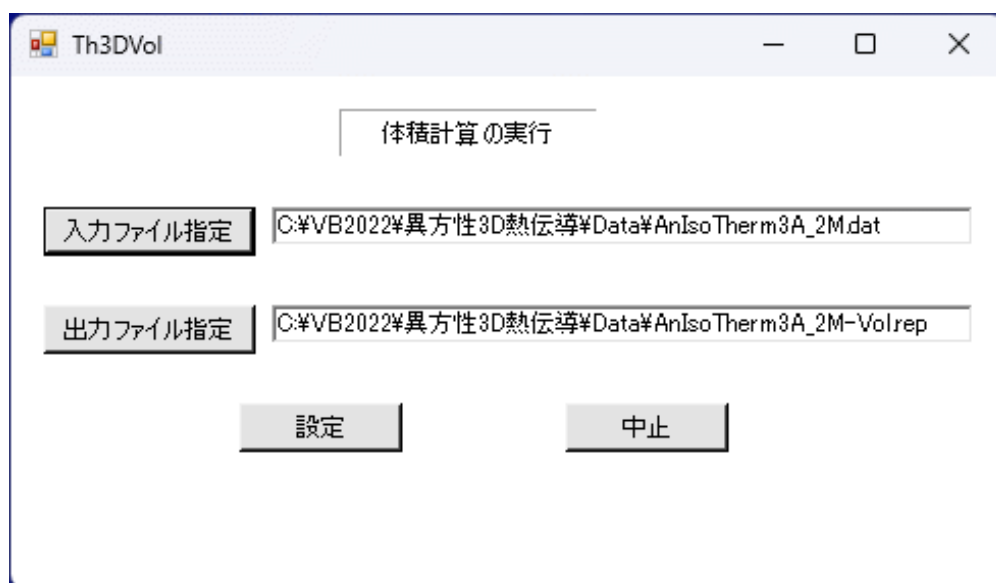 Th3DVol
体積計算の実行
入力ファイル指定 C:¥VB2022¥異方性3D熱伝導¥Data¥AnIsoTherm3A_2M.dat
出力ファイル指定 C:¥VB2022¥異方性3D熱伝導¥Data¥AnIsoTherm3A_2M-Vol.rep
設定 中止